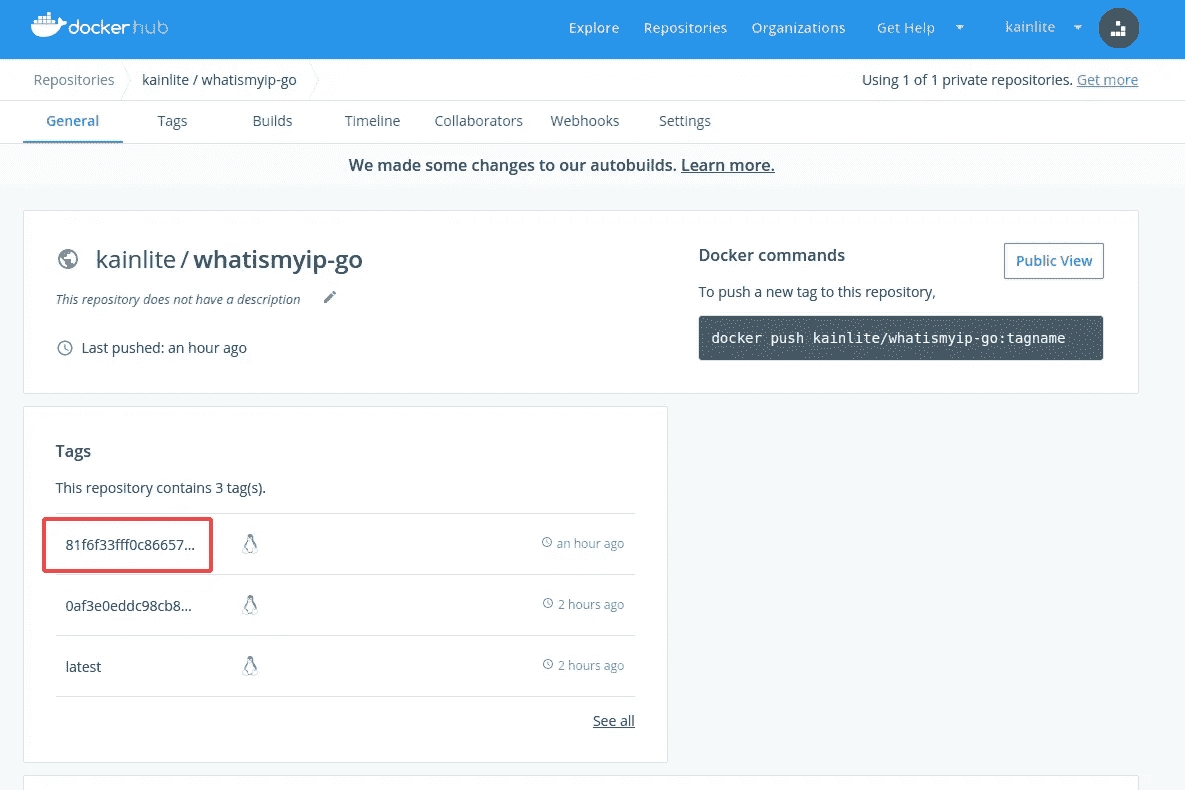 docker hub
Explore Repositories Organizations Get Help kainlite
Repositories kainlite / whatismyip-go Using 1 of 1 private repositories. Get more
General Tags Builds Timeline Collaborators Webhooks Settings
We made some changes to our autobuilds. Learn more.
kainlite / whatismyip-go
This repository does not have a description
Last pushed: an hour ago
Docker commands
Public View
To push a new tag to this repository,
docker push kainlite/whatismyip-go:tagname
Tags
This repository contains 3 tag(s).
81f6f33fff0c86657... an hour ago
0af3e0eddc98cb8... 2 hours ago
latest 2 hours ago
See all